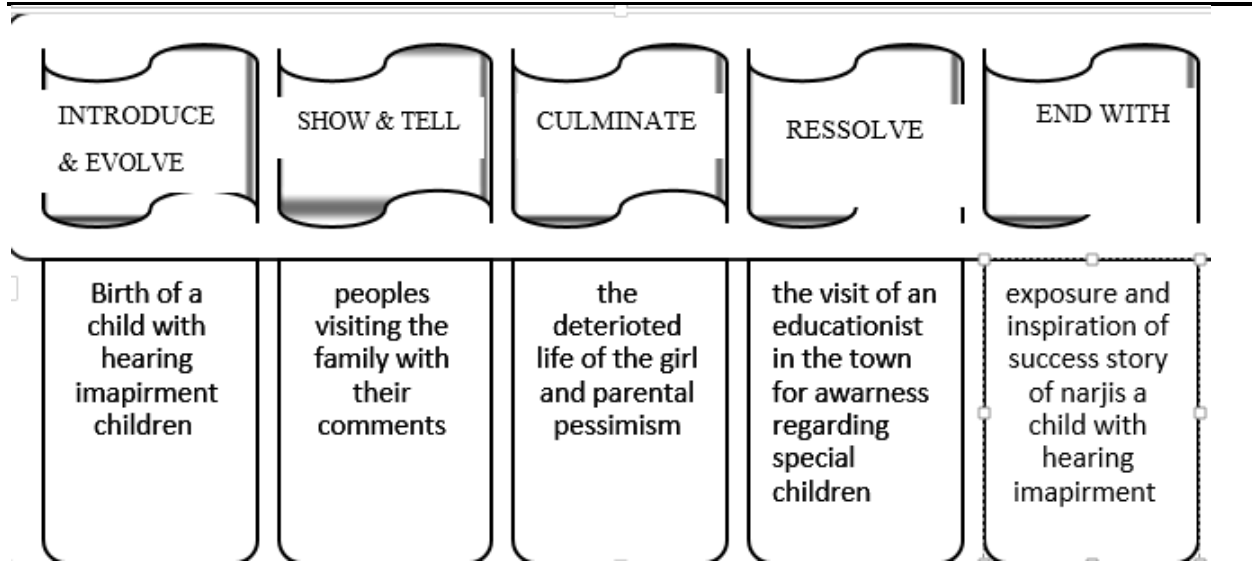 INTRODUCE
& EVOLVE
SHOW & TELL
CULMINATE
RESSOLVE
END WITH
Birth of a
child with
hearing
imapirment
children
peoples
visiting the
family with
their
comments
the
deterioted
life of the girl
and parental
pessimism
the visit of an
educationist
in the town
for awarness
regarding
special
children
exposure and
inspiration of
success story
of narjis a
child with
hearing
imapirment